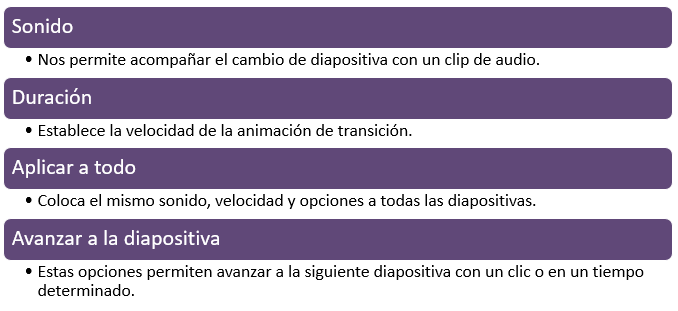 Sonido
• Nos permite acompañar el cambio de diapositiva con un clip de audio.
Duración
• Establece la velocidad de la animación de transición.
Aplicar a todo
• Coloca el mismo sonido, velocidad y opciones a todas las diapositivas.
Avanzar a la diapositiva
• Estas opciones permiten avanzar a la siguiente diapositiva con un clic o en un tiempo
determinado.